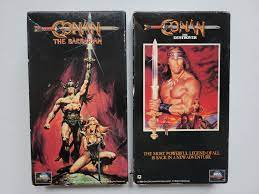 CONAN
THE BARBARIAN
CONAN
THE DESTROYER
THE MOST POWERFUL LEGEND OF ALL
IS BACK IN A NEW ADVENTURE.